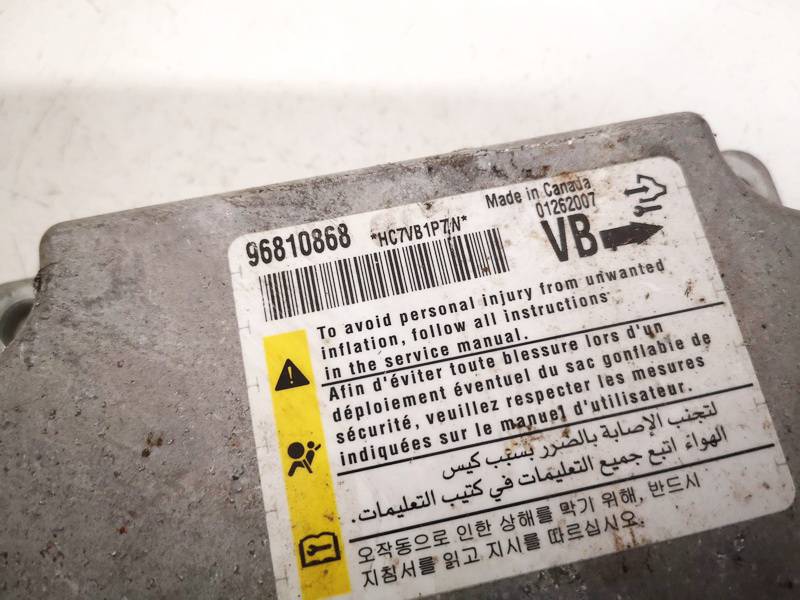 96810868
*HC7VB1P7/N*
Made in Canada
01262007
VB
To avoid personal injury from unwanted
inflation, follow all instructions
in the service manual.
Afin d'éviter toute blessure lors d'un
déploiement éventuel du sac gonflable de
sécurité, veuillez respecter les mesures
indiquées sur le manuel d'utilisateur.
لتجنب الإصابة بالضرر بسبب كيس
الهواء اتبع جميع التعليمات في كتيب التعليمات.
오작동으로 인한 상해를 막기 위해, 반드시
지침서를 읽고 지시를 따르십시오.